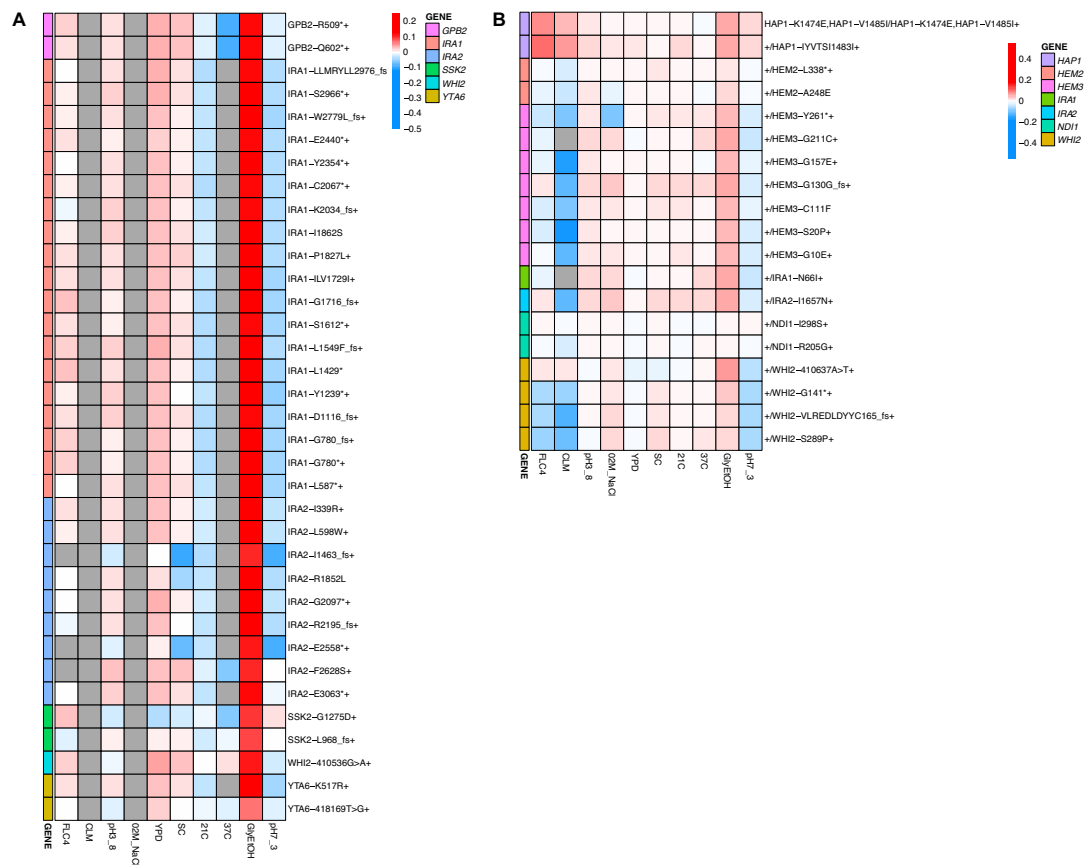 A
GPB2−R509*+
GPB2−Q602*+
IRA1−LLMRYLL2976_fs
IRA1−S2966*+
IRA1−W2779L_fs+
IRA1−E2440*+
IRA1−Y2354*+
IRA1−C2067*+
IRA1−K2034_fs+
IRA1−I1862S
IRA1−P1827L+
IRA1−ILV1729I+
IRA1−G1716_fs+
IRA1−S1612*+
IRA1−L1549F_fs+
IRA1−L1429*
IRA1−Y1239*+
IRA1−D1116_fs+
IRA1−G780_fs+
IRA1−G780*+
IRA1−L587*+
IRA2−I339R+
IRA2−L598W+
IRA2−I1463_fs+
IRA2−R1852L
IRA2−G2097*+
IRA2−R2195_fs+
IRA2−E2558*+
IRA2−F2628S+
IRA2−E3063*+
SSK2−G1275D+
SSK2−L968_fs+
WHI2−410536G>A+
YTA6−K517R+
YTA6−418169T>G+
GENE
FLC4
CLM
pH3_8
02M_NaCl
YPD
SC
21C
37C
GlyEtOH
pH7_3
0.2
0.1
0
−0.1
−0.2
−0.3
−0.4
−0.5
GENE
GPB2
IRA1
IRA2
SSK2
WHI2
YTA6
B
HAP1−K1474E,HAP1−V1485I/HAP1−K1474E,HAP1−V1485I+
+/HAP1−IYVTSI1483I+
+/HEM2−L338*+
+/HEM2−A248E
+/HEM3−Y261*+
+/HEM3−G211C+
+/HEM3−G157E+
+/HEM3−G130G_fs+
+/HEM3−C111F
+/HEM3−S20P+
+/HEM3−G10E+
+/IRA1−N66I+
+/IRA2−I1657N+
+/NDI1−I298S+
+/NDI1−R205G+
+/WHI2−410637A>T+
+/WHI2−G141*+
+/WHI2−VLREDLDYYC165_fs+
+/WHI2−S289P+
GENE
FLC4
CLM
pH3_8
02M_NaCl
YPD
SC
21C
37C
GlyEtOH
pH7_3
0.4
0.2
0
−0.2
−0.4
GENE
HAP1
HEM2
HEM3
IRA1
IRA2
NDI1
WHI2